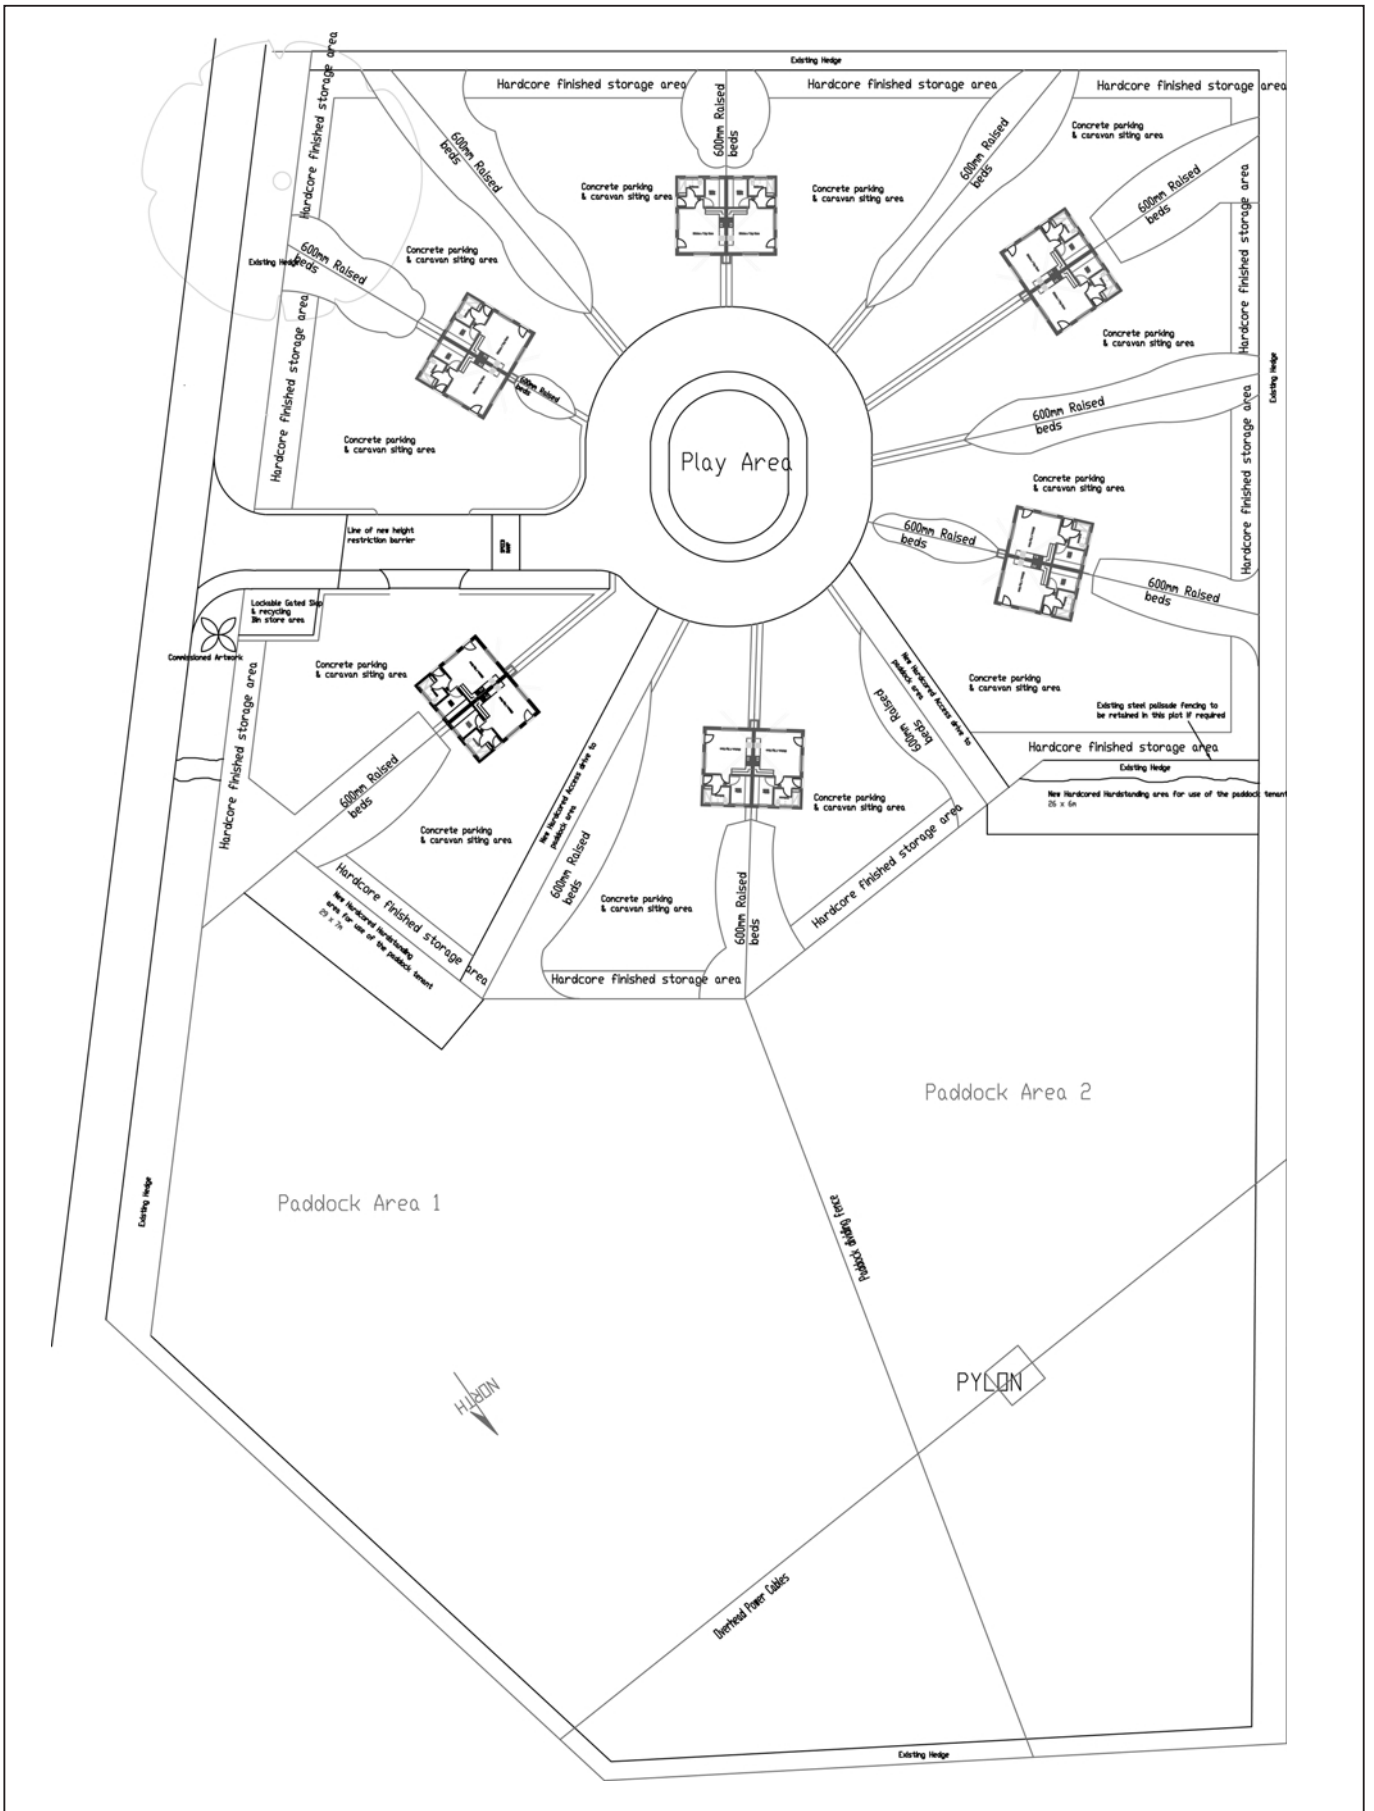 Existing Hedge
Hardcore finished storage area
Hardcore finished storage area
Hardcore finished storage area
Hardcore finished storage area
600mm Raised
beds
600mm Raised
beds
600mm Raised
beds
Concrete parking
& caravan siting area
600mm Raised
beds
Concrete parking
& caravan siting area
Concrete parking
& caravan siting area
Hardcore finished storage area
Existing Hedge
600mm Raised
beds
Concrete parking
& caravan siting area
Concrete parking
& caravan siting area
Hardcore finished storage area
600mm Raised
beds
Existing Hedge
600mm Raised
beds
Concrete parking
& caravan siting area
Play Area
Concrete parking
& caravan siting area
Hardcore finished storage area
600mm Raised
beds
Line of new height
restriction barrier
600mm Raised
beds
Lockable Gated Skip
& recycling
Bin store area
Commissioned Artwork
Concrete parking
& caravan siting area
Hardcore finished storage area
New Hardcored Access drive to
paddock area
600mm Raised
beds
Concrete parking
& caravan siting area
Existing steel palisade fencing to
be retained in this plot if required
Hardcore finished storage area
Existing Hedge
New Hardcored Hardstanding area for use of the paddock tenant
26 x 6m
600mm Raised
beds
New Hardcored Access drive to
paddock area
Concrete parking
& caravan siting area
Concrete parking
& caravan siting area
Hardcore finished storage area
600mm Raised
beds
Concrete parking
& caravan siting area
600mm Raised
beds
Hardcore finished storage area
New Hardcored Hardstanding
area for use of the paddock tenant
29 x 7m
Hardcore finished storage area
Paddock Area 2
Paddock Area 1
Existing Hedge
Paddock dividing fence
PYLON
NORTH
Overhead Power Cables
Existing Hedge